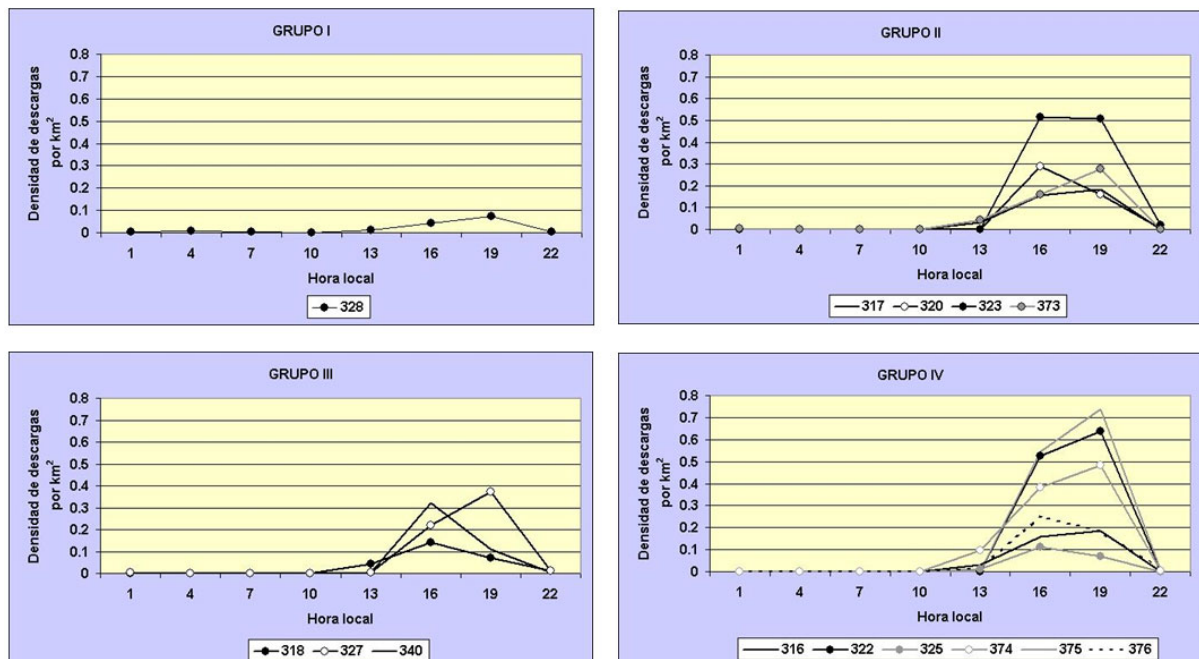 GRUPO I
Densidad de descargas
por km²
0.8
0.7
0.6
0.5
0.4
0.3
0.2
0.1
0
1 4 7 10 13 16 19 22
Hora local
328
GRUPO II
Densidad de descargas
por km²
0.8
0.7
0.6
0.5
0.4
0.3
0.2
0.1
0
1 4 7 10 13 16 19 22
Hora local
317 320 323 373
GRUPO III
Densidad de descargas
por km²
0.8
0.7
0.6
0.5
0.4
0.3
0.2
0.1
0
1 4 7 10 13 16 19 22
Hora local
318 327 340
GRUPO IV
Densidad de descargas
por km²
0.8
0.7
0.6
0.5
0.4
0.3
0.2
0.1
0
1 4 7 10 13 16 19 22
Hora local
316 322 325 374 375 376